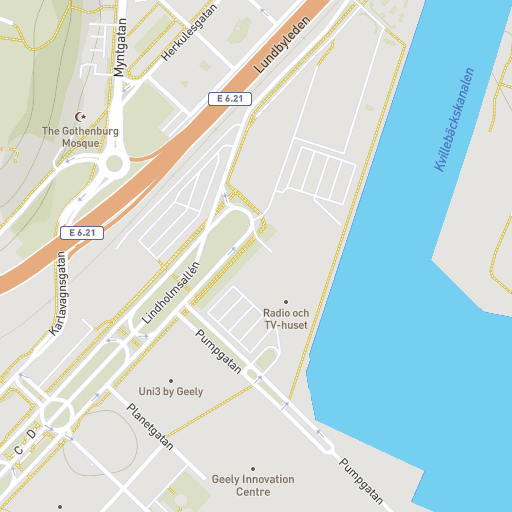 Myntgatan
Herkulesgatan
Lundbyleden
E 6.21
Kvillebäckskanalen
The Gothenburg
Mosque
E 6.21
Karlavagnsgatan
Lindholmsallén
Radio och
TV-huset
Pumpgatan
Uni3 by Geely
Planetgatan
C - D
Geely Innovation
Centre
Pumpgatan